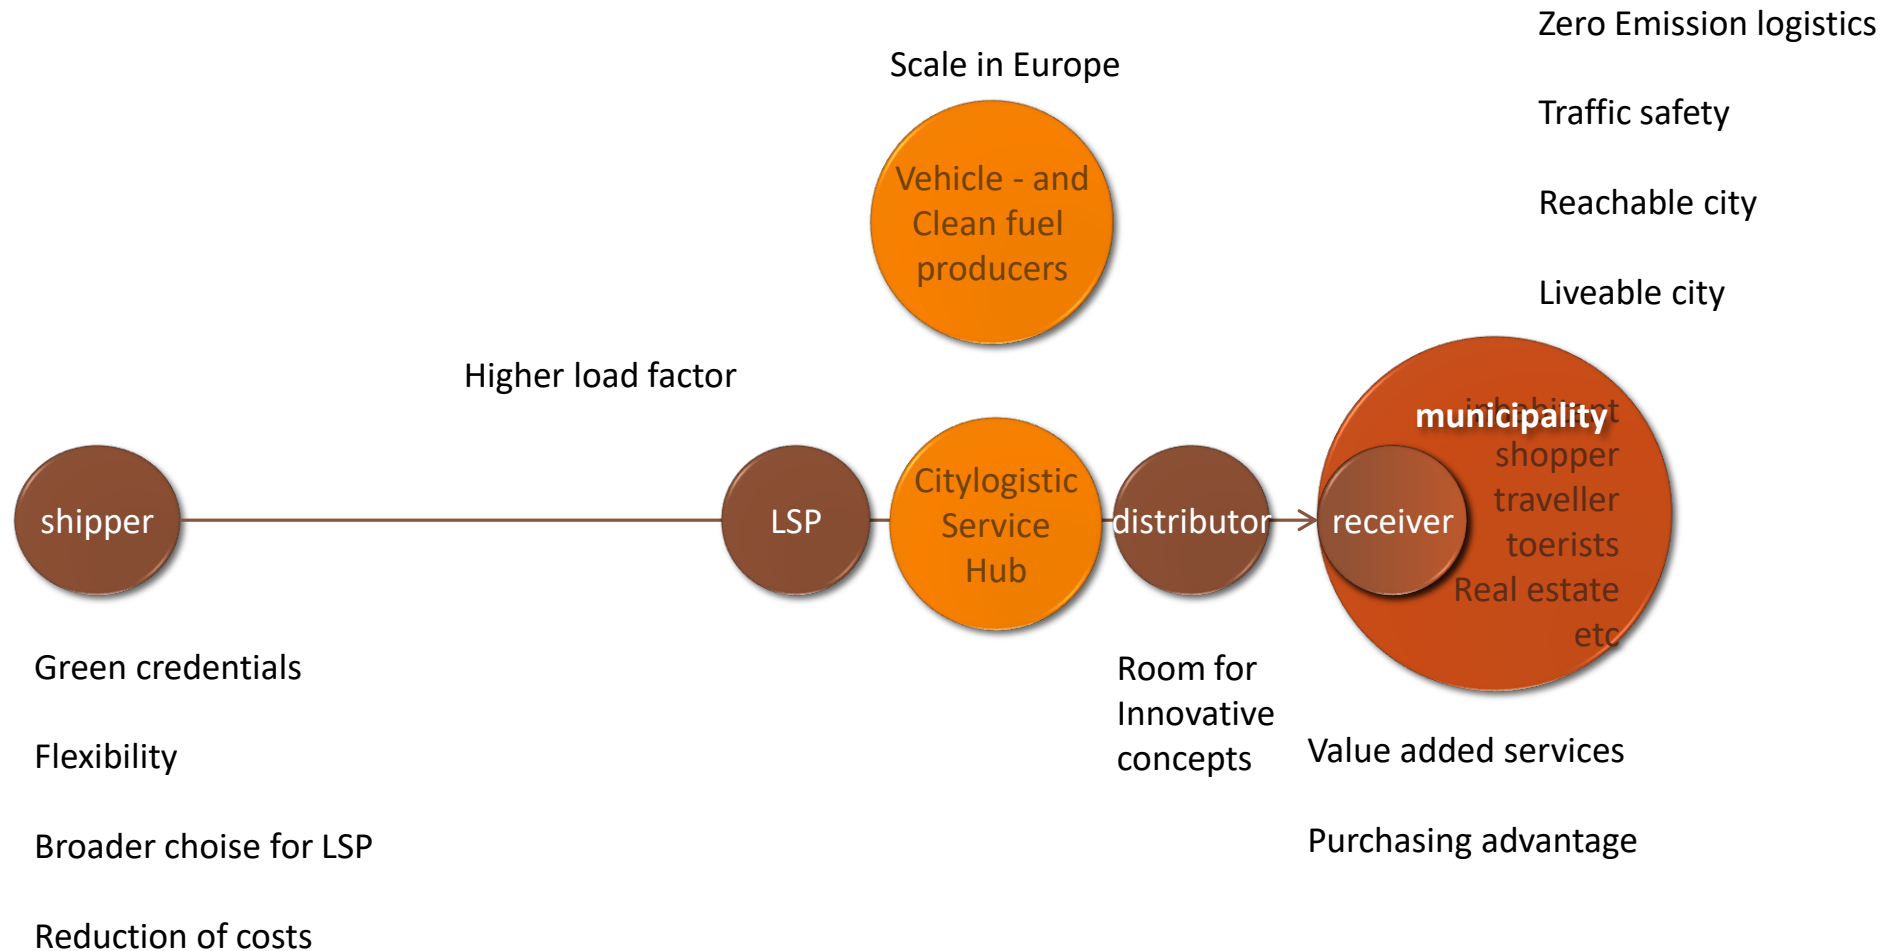 Zero Emission logistics
Scale in Europe
Traffic safety
Vehicle - and
Clean fuel
producers
Reachable city
Liveable city
Higher load factor
municipality
inhabitant
shopper
traveller
toerists
Real estate
etc
shipper
LSP
Citylogistic
Service
Hub
distributor
receiver
Green credentials
Flexibility
Broader choise for LSP
Reduction of costs
Room for
Innovative
concepts
Value added services
Purchasing advantage